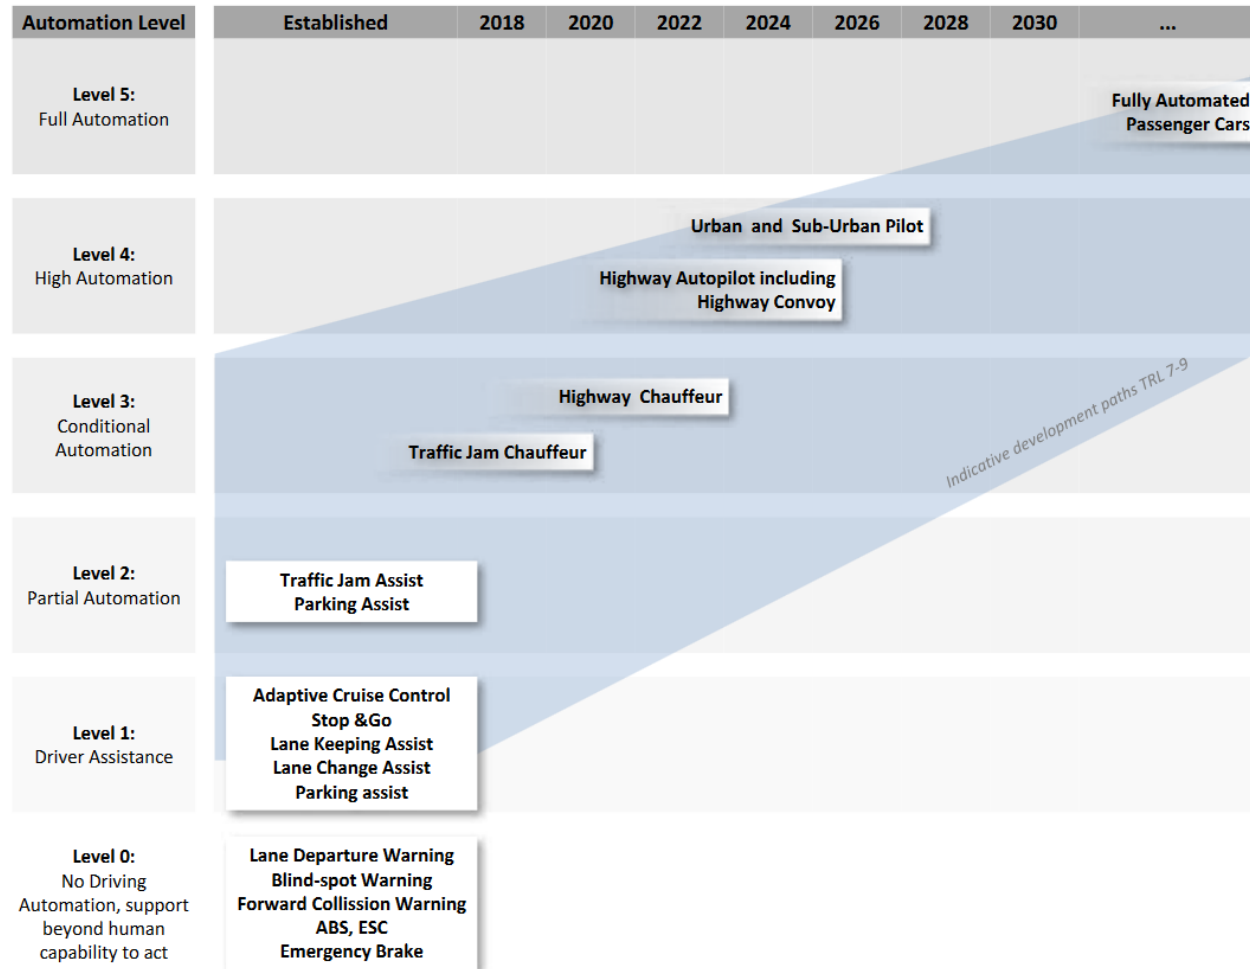 Automation Level Established 2018 2020 2022 2024 2026 2028 2030 ...
Level 5:
Full Automation
Fully Automated
Passenger Cars
Level 4:
High Automation
Urban and Sub-Urban Pilot
Highway Autopilot including
Highway Convoy
Level 3:
Conditional
Automation
Highway Chauffeur
Traffic Jam Chauffeur
Indicative development paths TRL 7-9
Level 2:
Partial Automation
Traffic Jam Assist
Parking Assist
Level 1:
Driver Assistance
Adaptive Cruise Control
Stop &Go
Lane Keeping Assist
Lane Change Assist
Parking assist
Level 0:
No Driving
Automation, support
beyond human
capability to act
Lane Departure Warning
Blind-spot Warning
Forward Collission Warning
ABS, ESC
Emergency Brake